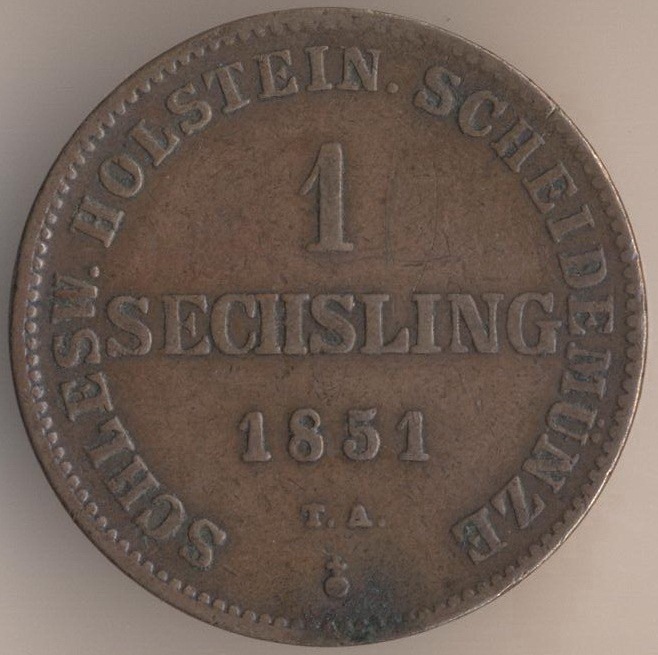 SCHLESW. HOLSTEIN. SCHEIDEMÜNZE
1
SECHSLING
1851
T. A.